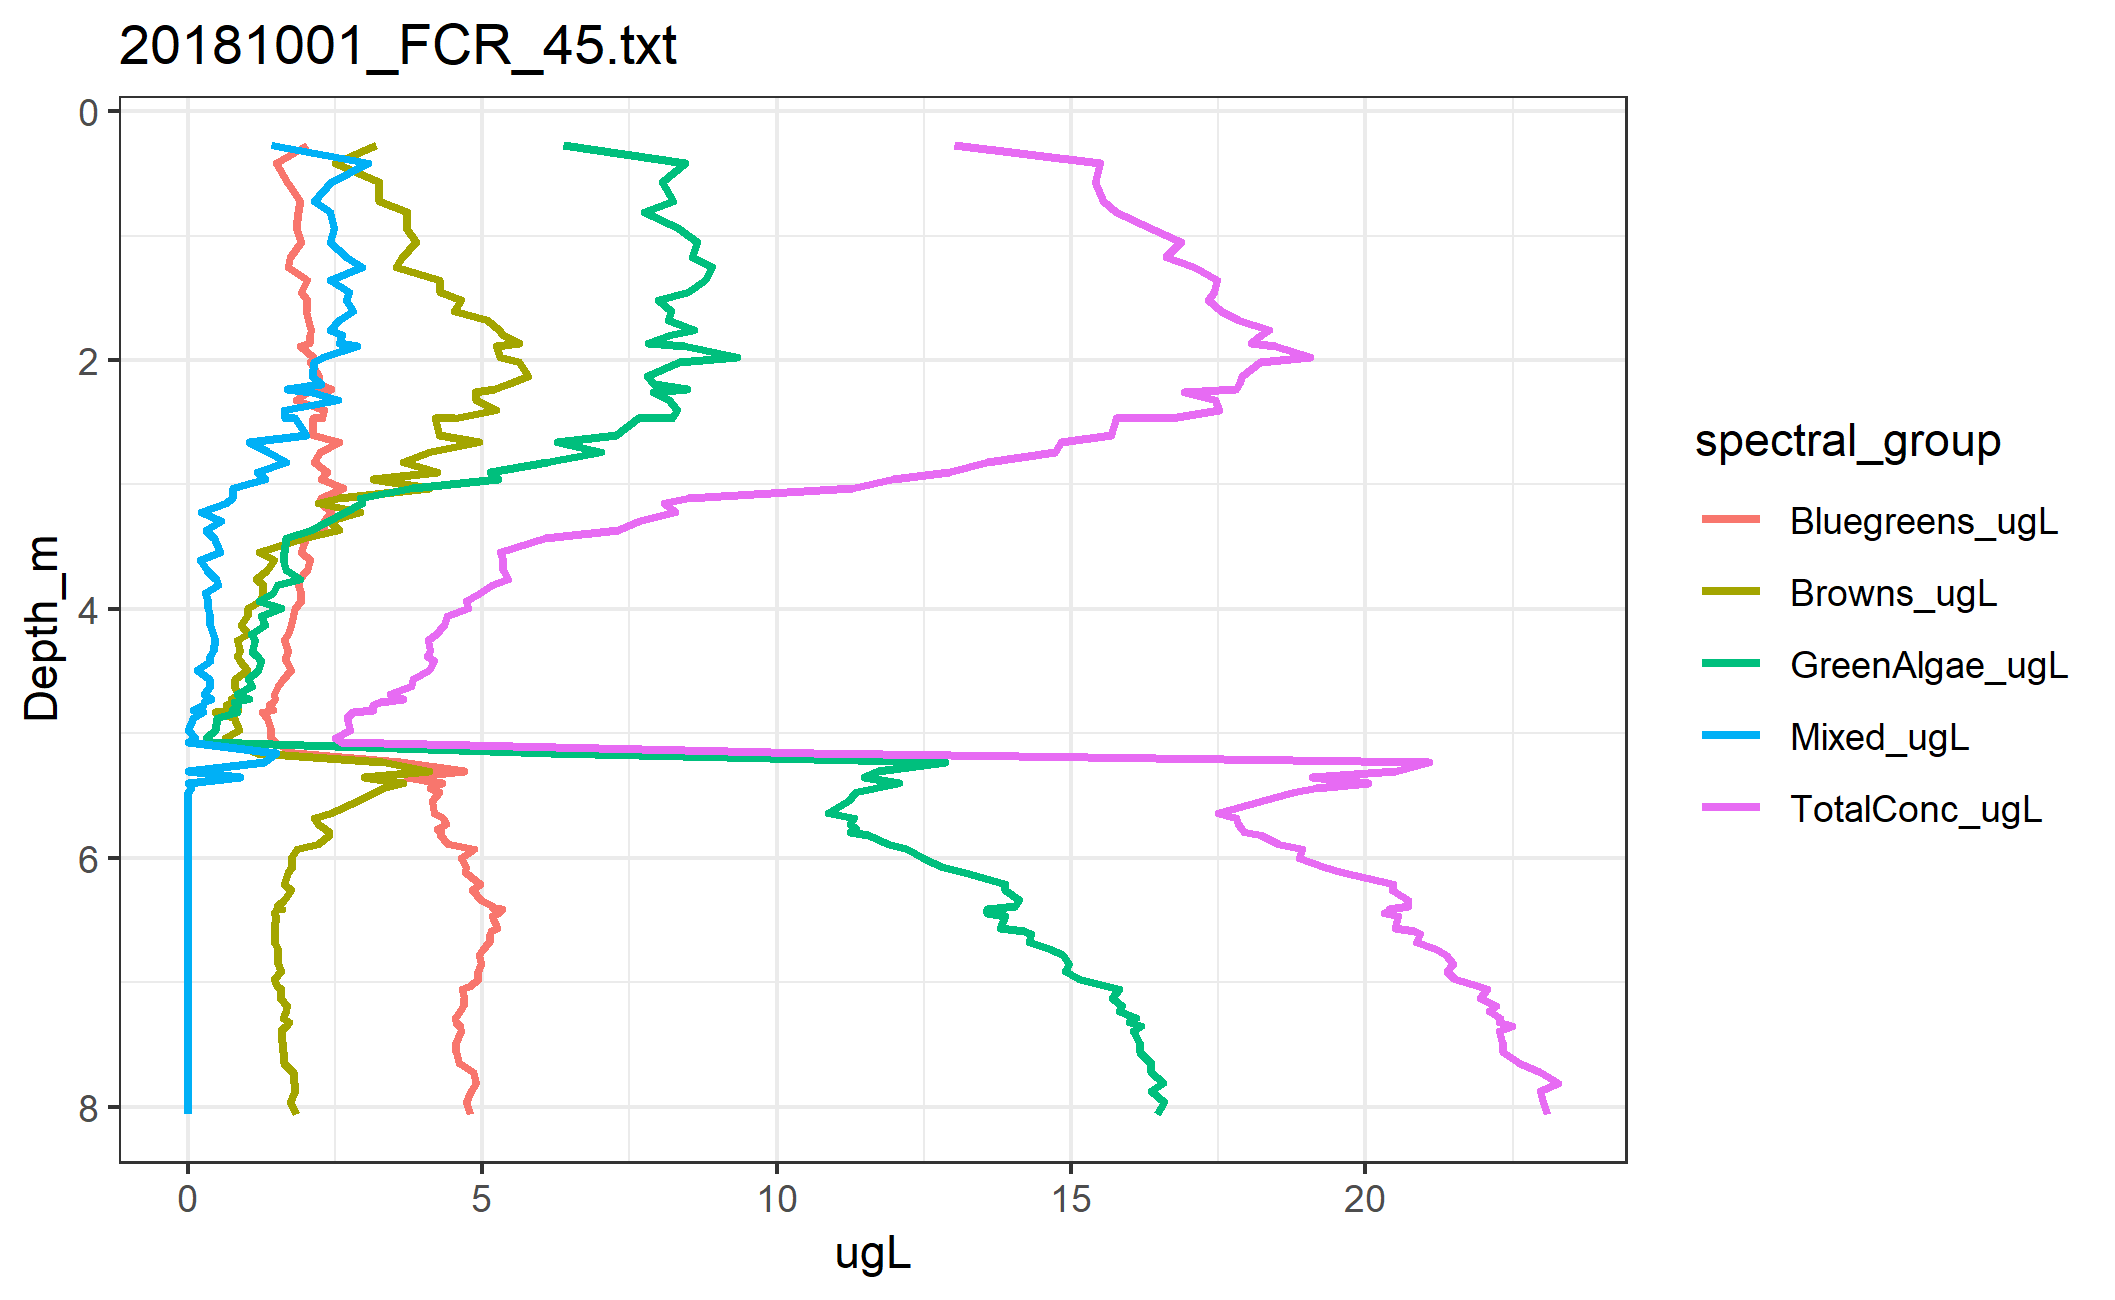 20181001_FCR_45.txt
0
2
4
6
8
Depth_m
0 5 10 15 20
ugL
spectral_group
Bluegreens_ugL
Browns_ugL
GreenAlgae_ugL
Mixed_ugL
TotalConc_ugL